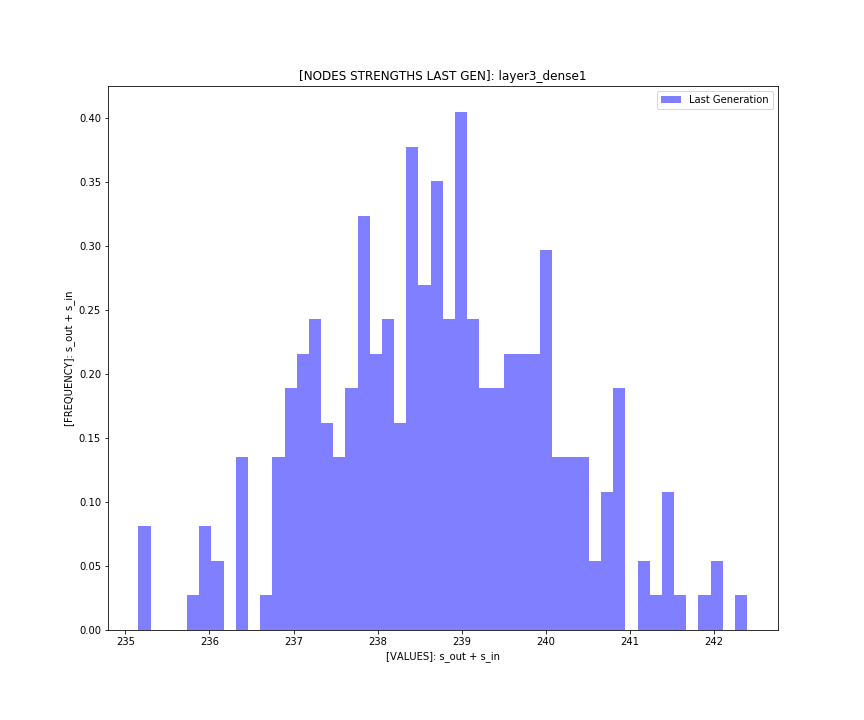 [NODES STRENGTHS LAST GEN]: layer3_dense1
Last Generation
0.40
0.35
0.30
0.25
0.20
0.15
0.10
0.05
0.00
[FREQUENCY]: s_out + s_in
235 236 237 238 239 240 241 242
[VALUES]: s_out + s_in